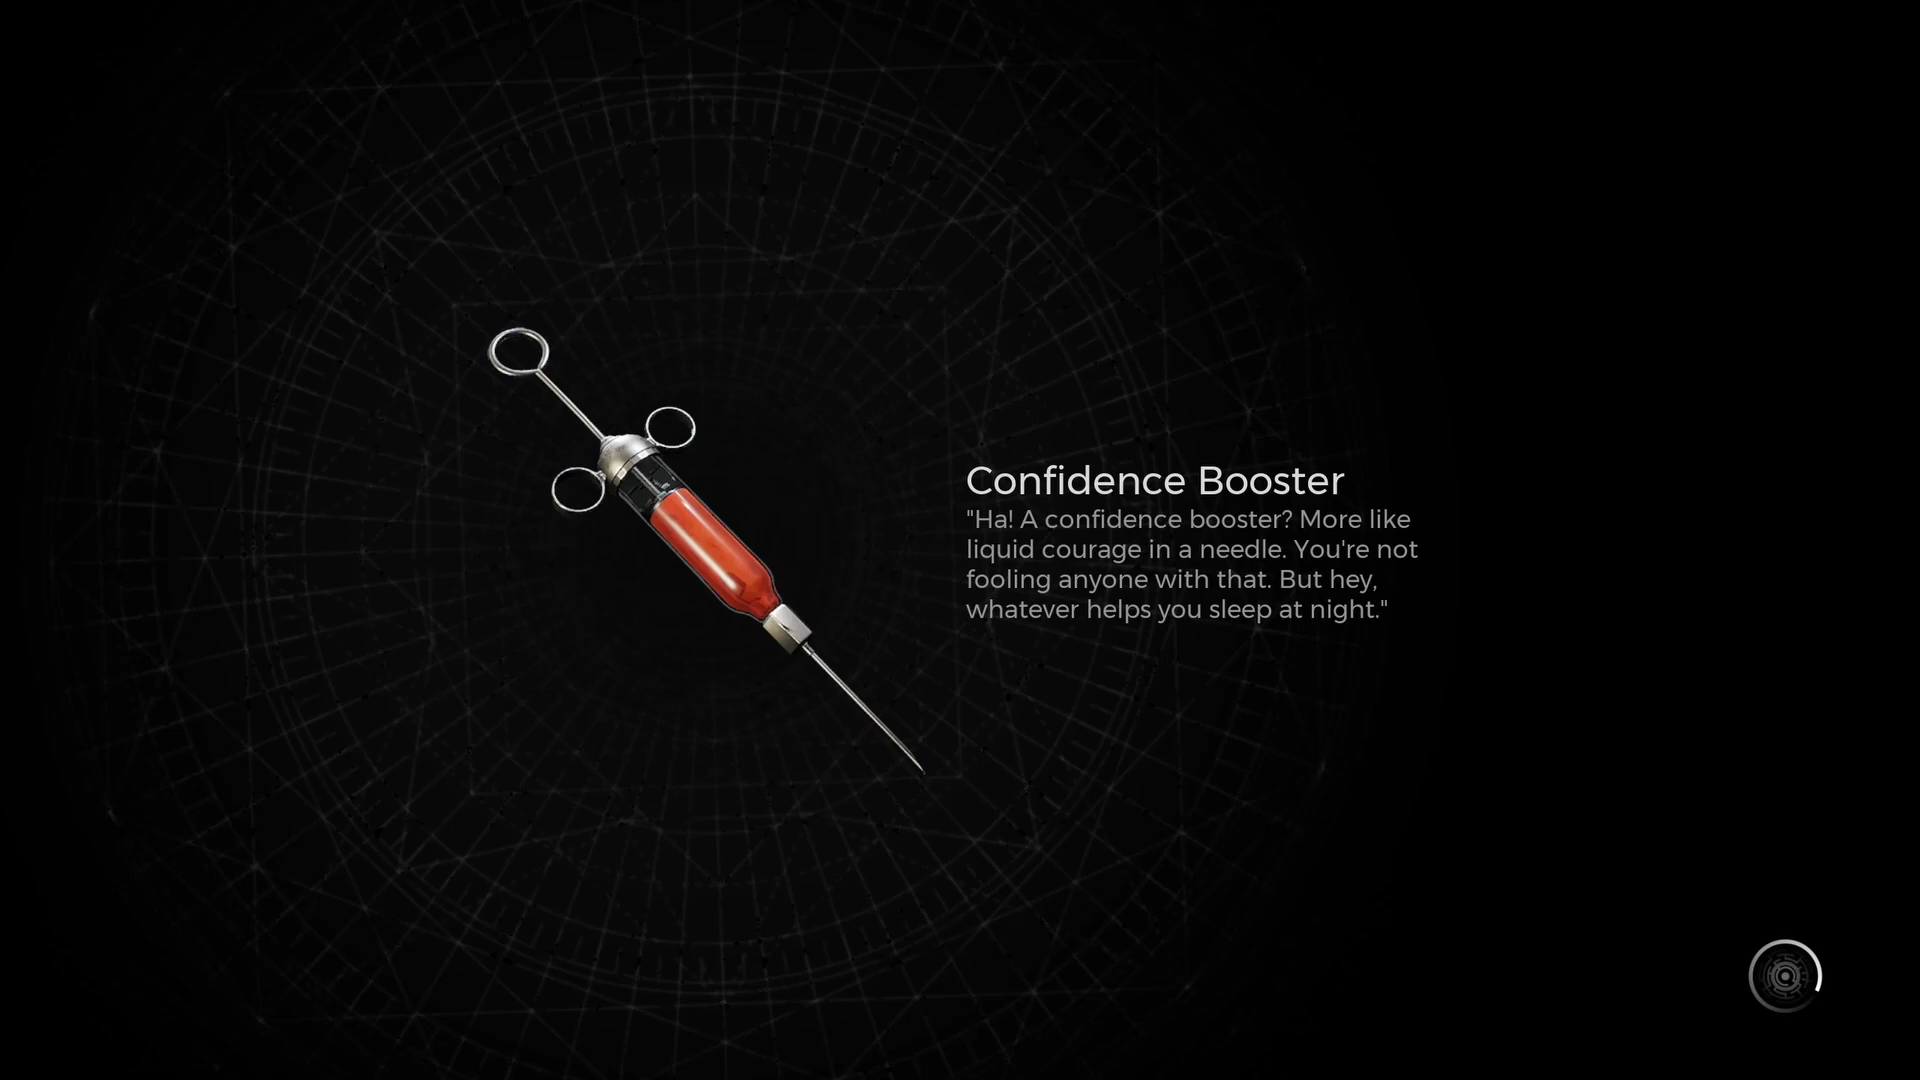 Confidence Booster
"Ha! A confidence booster? More like
liquid courage in a needle. You're not
fooling anyone with that. But hey,
whatever helps you sleep at night."